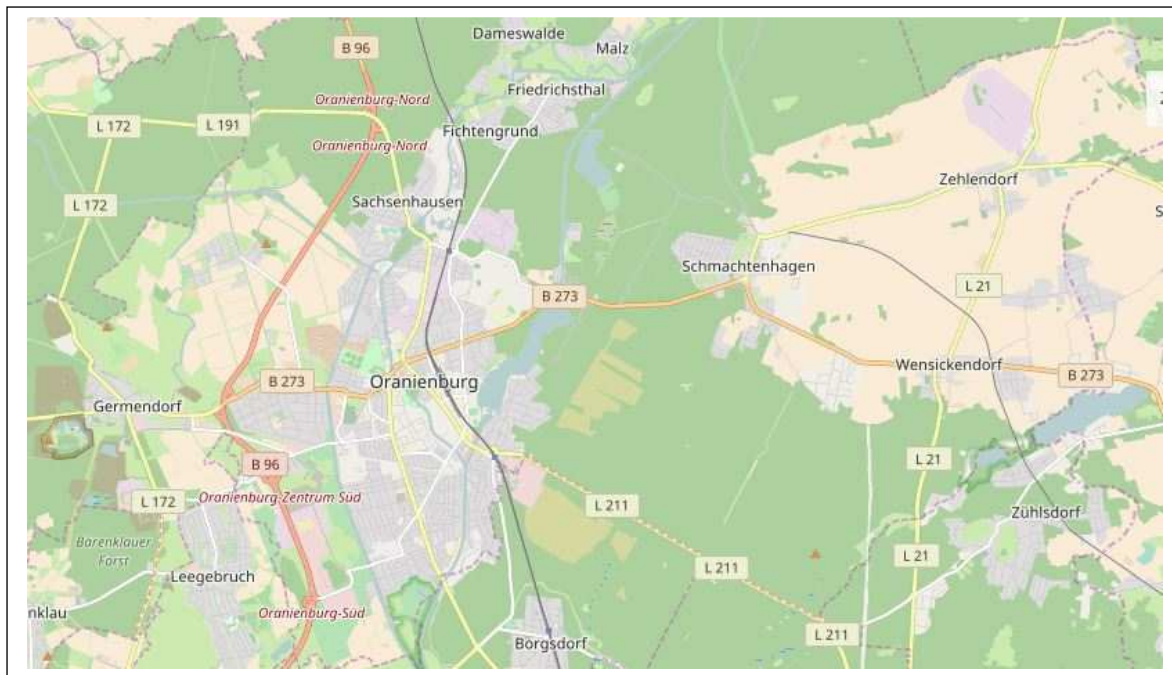 Dameswalde
B 96
Malz
Friedrichsthal
Oranienburg-Nord
L 172
L 191
Fichtengrund
Oranienburg-Nord
Zehlendorf
Sachsenhausen
L 172
S
Schmachtenhagen
L 21
B 273
Wensickendorf
B 273
Oranienburg
B 273
Germendorf
L 21
B 96
Oranienburg-Zentrum Süd
L 172
L 211
Zühlsdorf
Bärenklauer
Forst
L 21
Leegebruch
L 211
nklau
Oranienburg-Süd
L 211
Borgsdorf